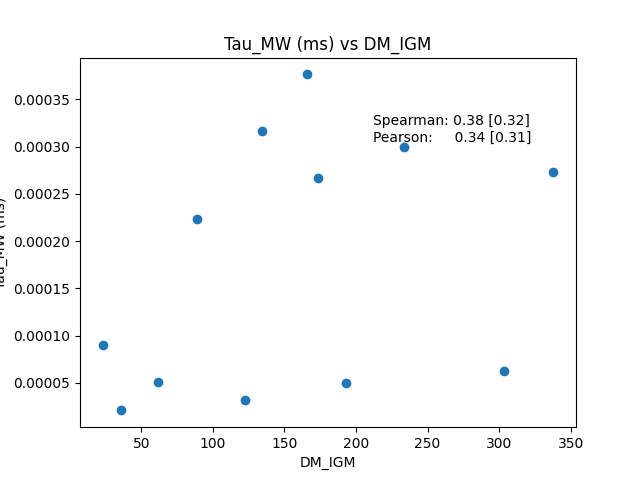 Tau_MW (ms) vs DM_IGM
Spearman: 0.38 [0.32]
Pearson: 0.34 [0.31]
0.00035
0.00030
0.00025
0.00020
0.00015
0.00010
0.00005
Tau_MW (ms)
50 100 150 200 250 300 350
DM_IGM